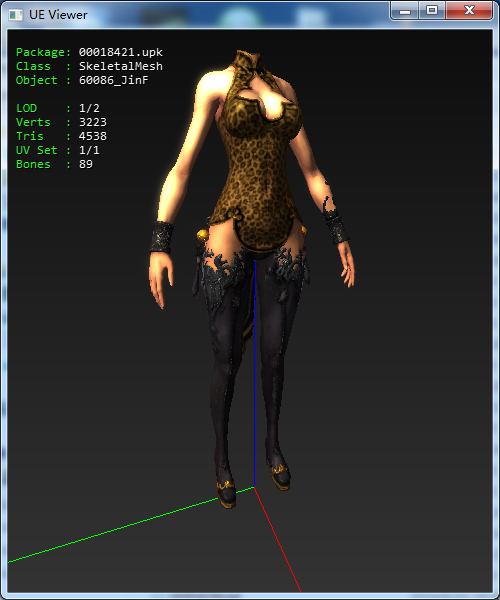 UE Viewer
Package: 00018421.upk
Class : SkeletalMesh
Object : 60086_JinF
LOD : 1/2
Verts : 3223
Tris : 4538
UV Set : 1/1
Bones : 89